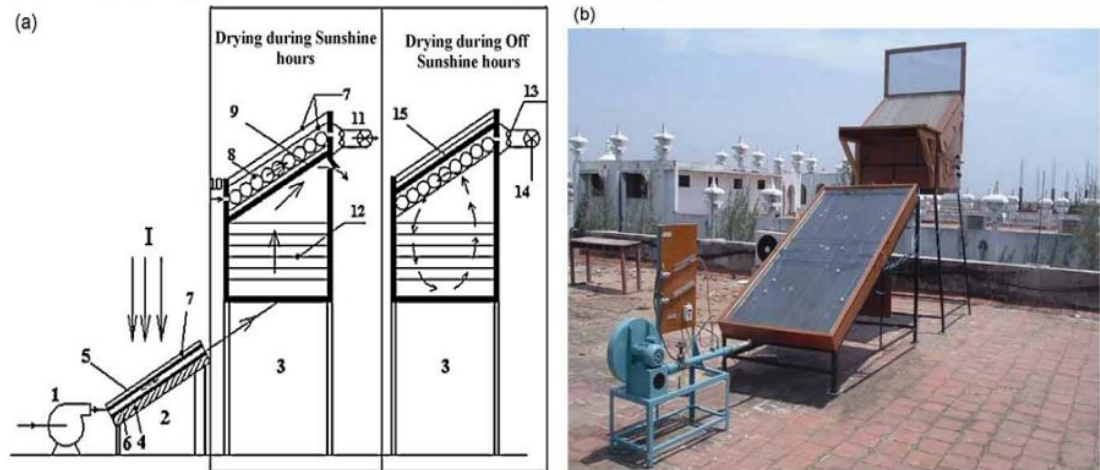 (a)
Drying during Sunshine
hours
Drying during Off
Sunshine hours
(b)
7
9
11
8
10
12
I
7
5
1
2
6 4
3
13
15
14
3